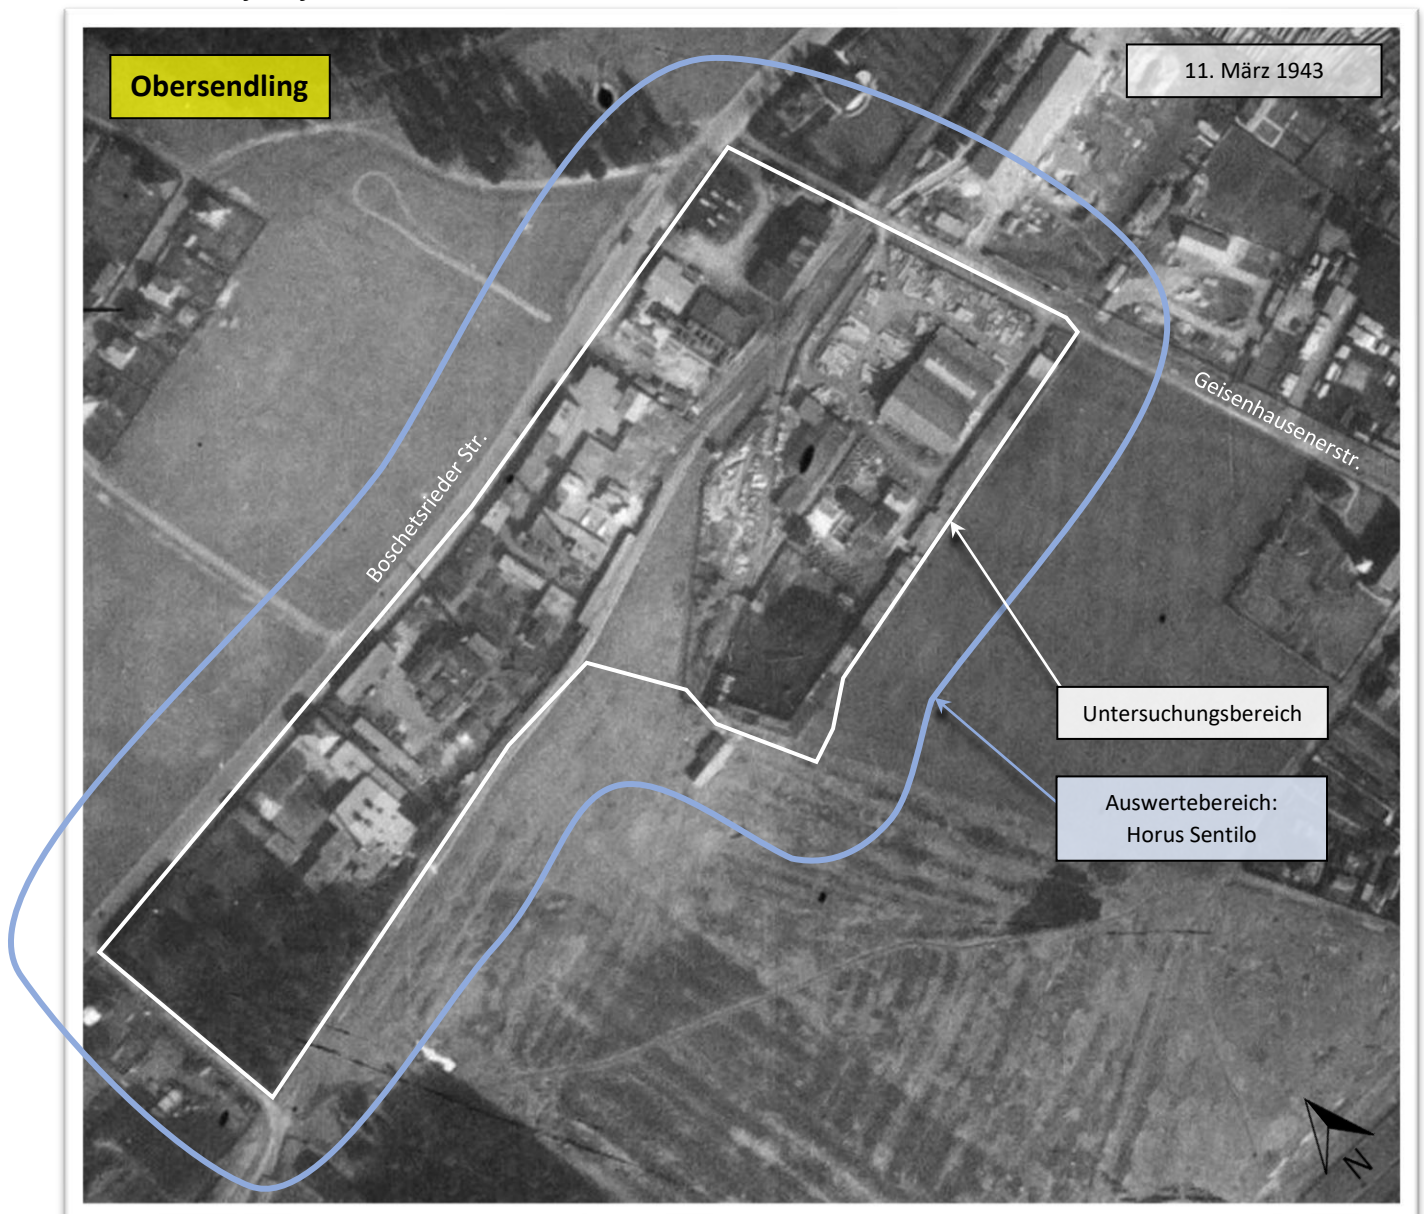 Obersendling
11. März 1943
Geisenhausenerstr.
Boschetsrieder Str.
Untersuchungsbereich
Auswertebereich:
Horus Sentilo
N